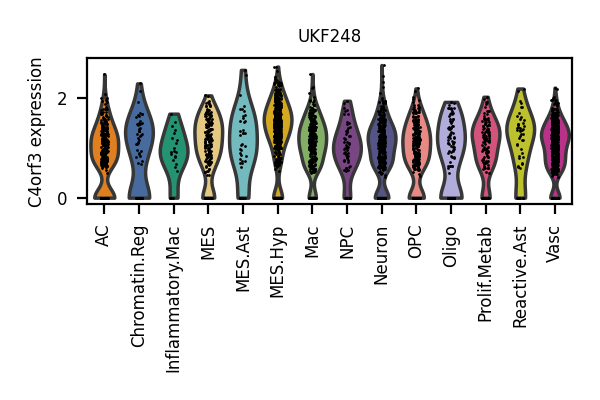 UKF248
C4orf3 expression
2
0
AC
Chromatin.Reg
Inflammatory.Mac
MES
MES.Ast
MES.Hyp
Mac
NPC
Neuron
OPC
Oligo
Prolif.Metab
Reactive.Ast
Vasc